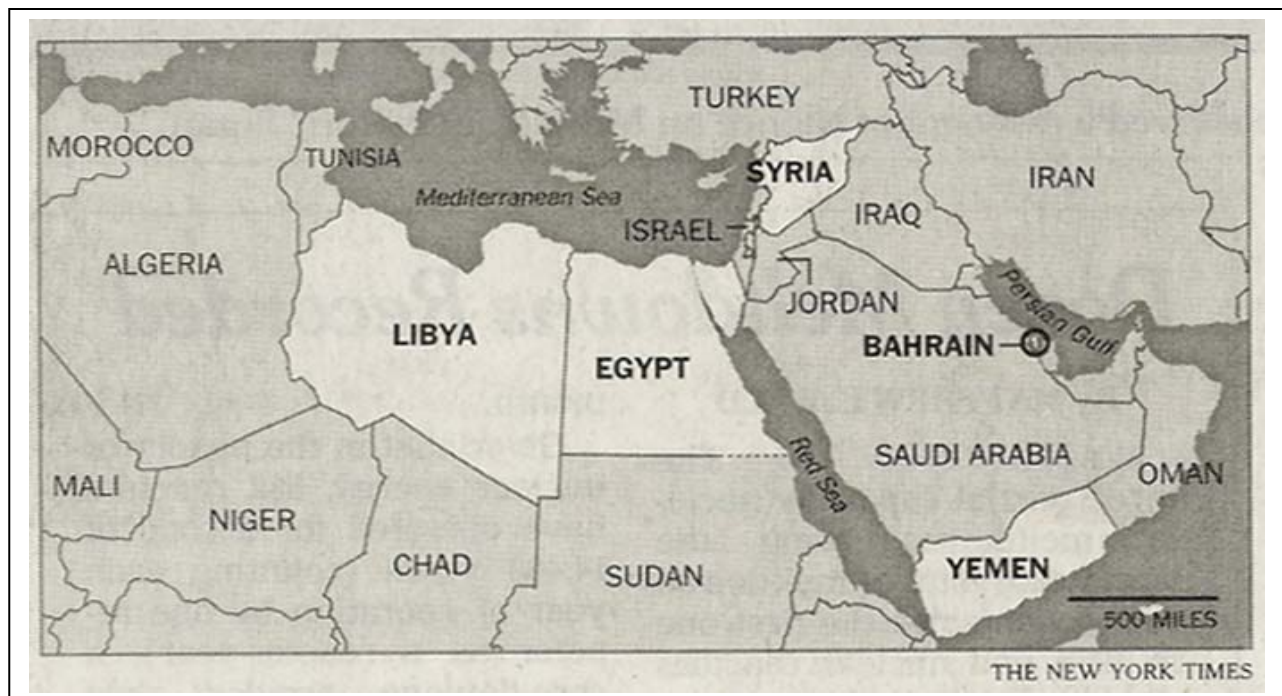 TURKEY
MOROCCO
TUNISIA
SYRIA
Mediterranean Sea
IRAN
IRAQ
ISRAEL
ALGERIA
JORDAN
Persian Gulf
LIBYA
BAHRAIN
EGYPT
SAUDI ARABIA
Red Sea
OMAN
MALI
NIGER
CHAD
SUDAN
YEMEN
500 MILES
THE NEW YORK TIMES